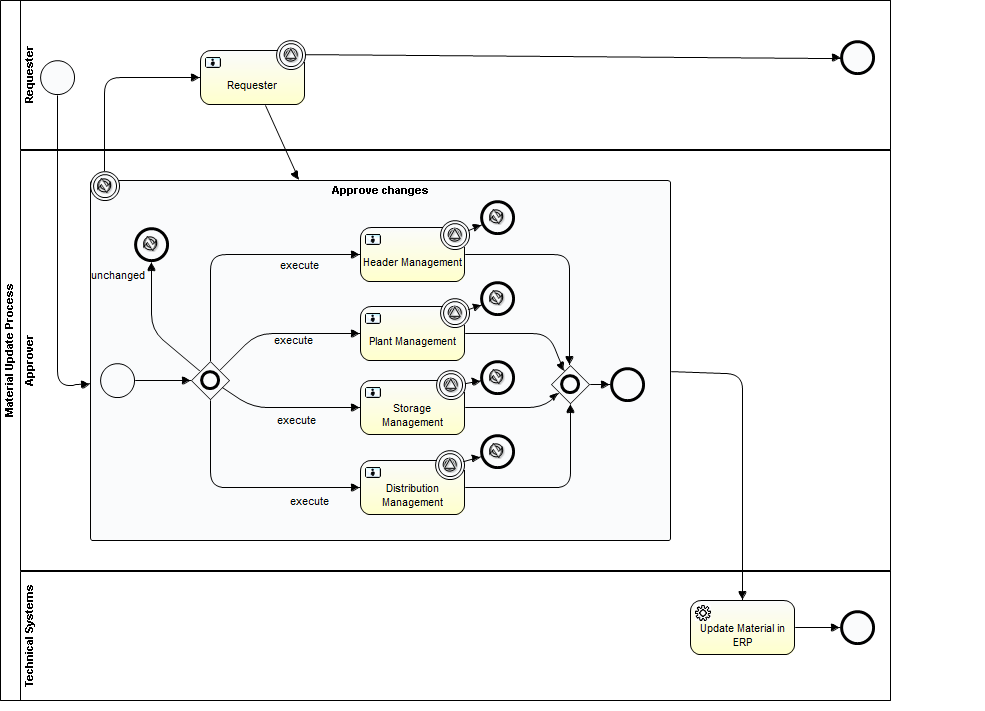 Material Update Process
Requester
Requester
Approver
Approve changes
unchanged
execute
Header Management
execute
Plant Management
execute
Storage
Management
execute
Distribution
Management
Technical Systems
Update Material in
ERP